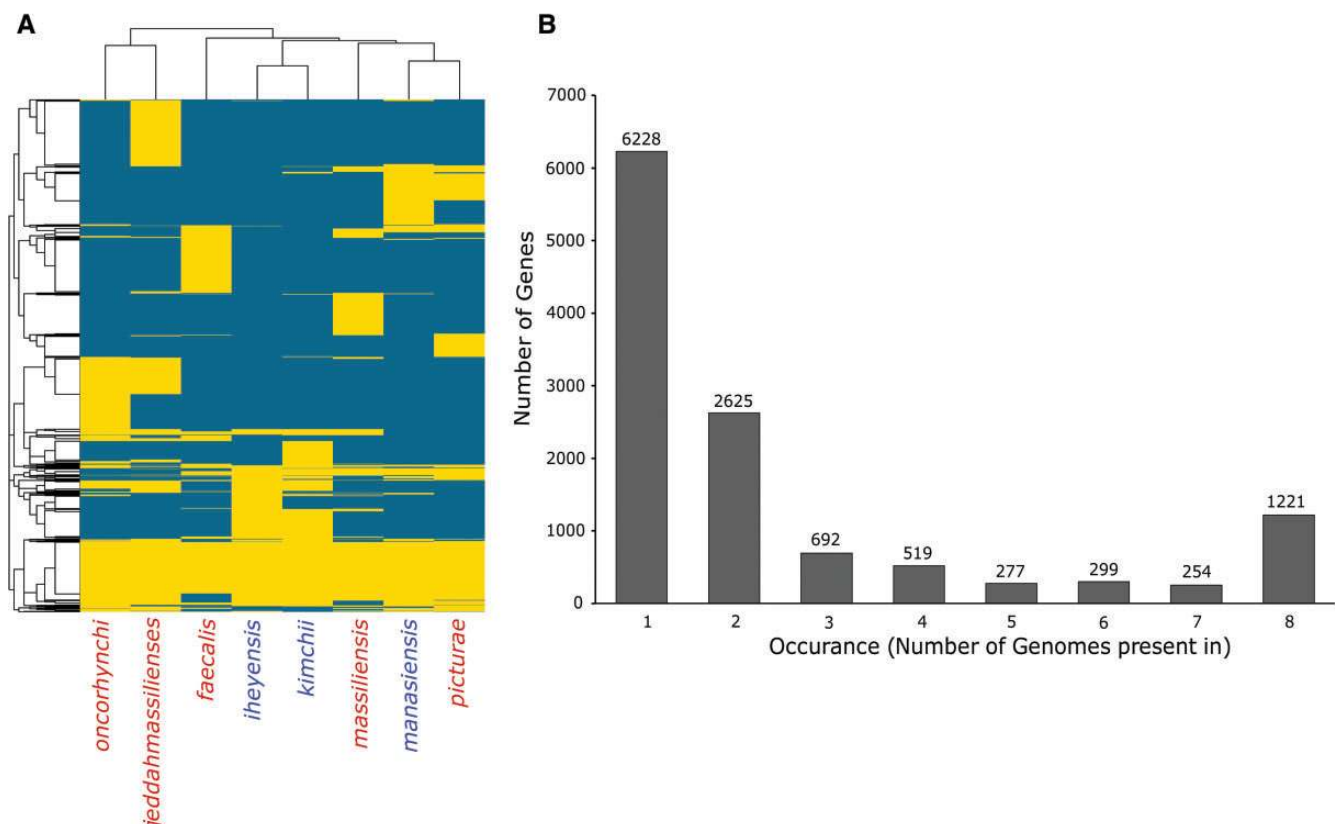 A
B
oncorhynchi
jeddahmassilienses
faecalis
iheyensis
kimchii
massiliensis
manasiensis
picturae
Number of Genes
7000
6000
5000
4000
3000
2000
1000
0
6228
2625
692
519
277
299
254
1221
1 2 3 4 5 6 7 8
Occurance (Number of Genomes present in)